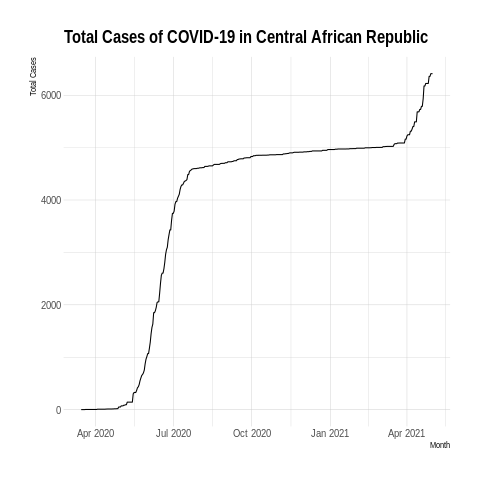 Total Cases of COVID-19 in Central African Republic
Total Cases
6000
4000
2000
0
Apr 2020 Jul 2020 Oct 2020 Jan 2021 Apr 2021
Month